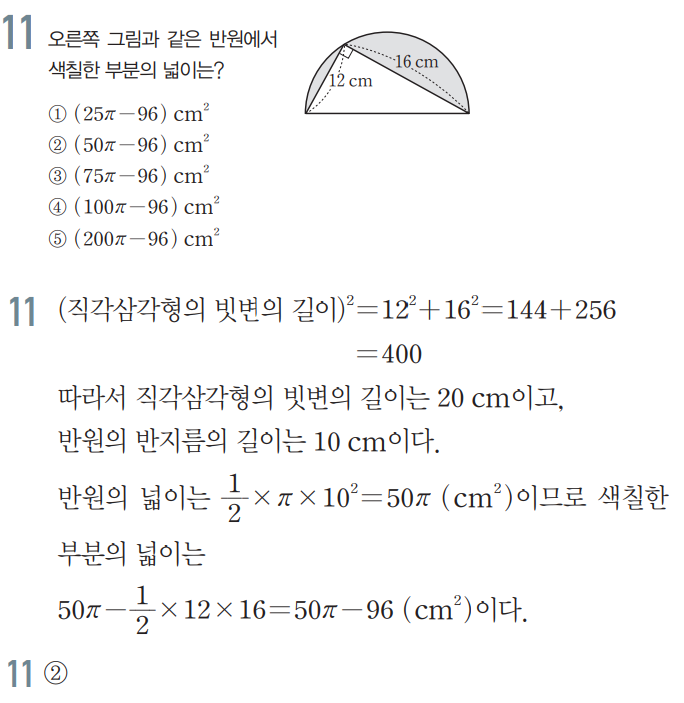 11 오른쪽 그림과 같은 반원에서
색칠한 부분의 넓이는?
16 cm
12 cm
① (25π-96) cm²
② (50π-96) cm²
③ (75π-96) cm²
④ (100π-96) cm²
⑤ (200π-96) cm²
11 (직각삼각형의 빗변의 길이)²=12²+16²=144+256
=400
따라서 직각삼각형의 빗변의 길이는 20 cm이고,
반원의 반지름의 길이는 10 cm이다.
반원의 넓이는 1/2×π×10²=50π (cm²)이므로 색칠한
부분의 넓이는
50π-1/2×12×16=50π-96 (cm²)이다.
11 ②